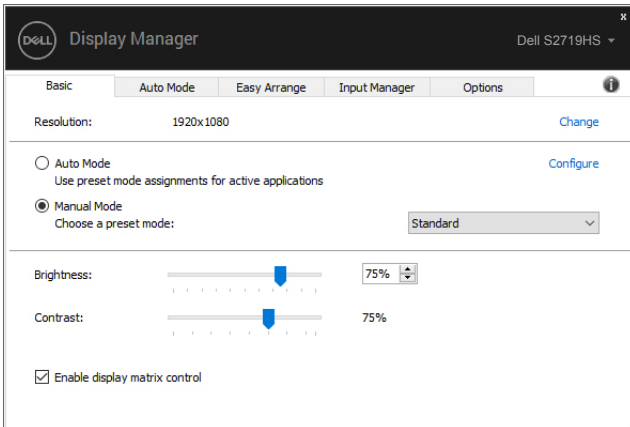 x
DELL Display Manager Dell S2719HS
Basic Auto Mode Easy Arrange Input Manager Options i
Resolution: 1920x1080 Change
Auto Mode Configure
Use preset mode assignments for active applications
Manual Mode
Choose a preset mode: Standard
Brightness: 75%
Contrast: 75%
Enable display matrix control